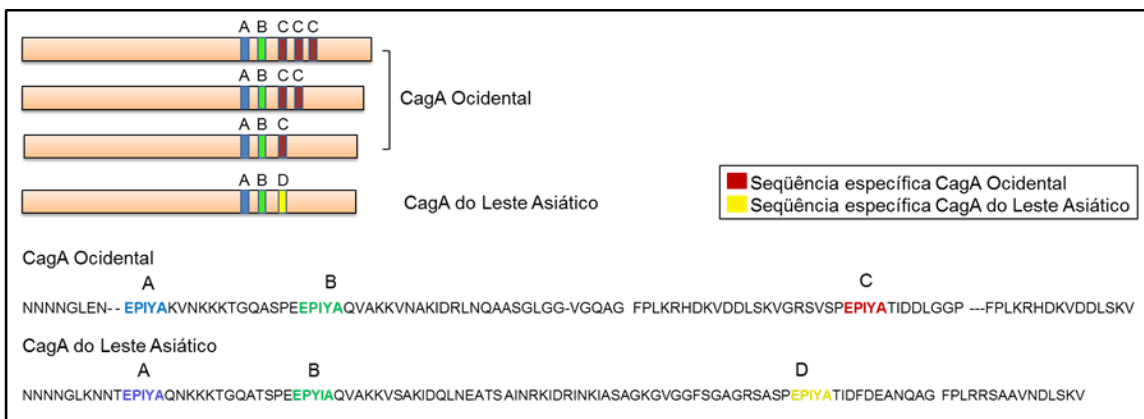 A B C C C
A B C C
CagA Ocidental
A B C
A B D
CagA do Leste Asiático
Seqüência específica CagA Ocidental
Seqüência específica CagA do Leste Asiático
CagA Ocidental
A B C
NNNNGLEN--EPIYAKVNKKKTGQASPEEPIYAQVAKKVNAKIDRLNQAASGLGG-VGQAG FPLKRHDKVDDLSKVGRSVSPEPIYATIDDLGGP ---FPLKRHDKVDDLSKV
CagA do Leste Asiático
A B D
NNNNGLKNNTEPIYAQNKKKTGQATSPEEPYIAQVAKKVSAKIDQLNEATSAINRKIDRINKIASAGKGVGGFSGAGRSASPEPIYATIDFDEANQAG FPLRRSAAVNDLSKV